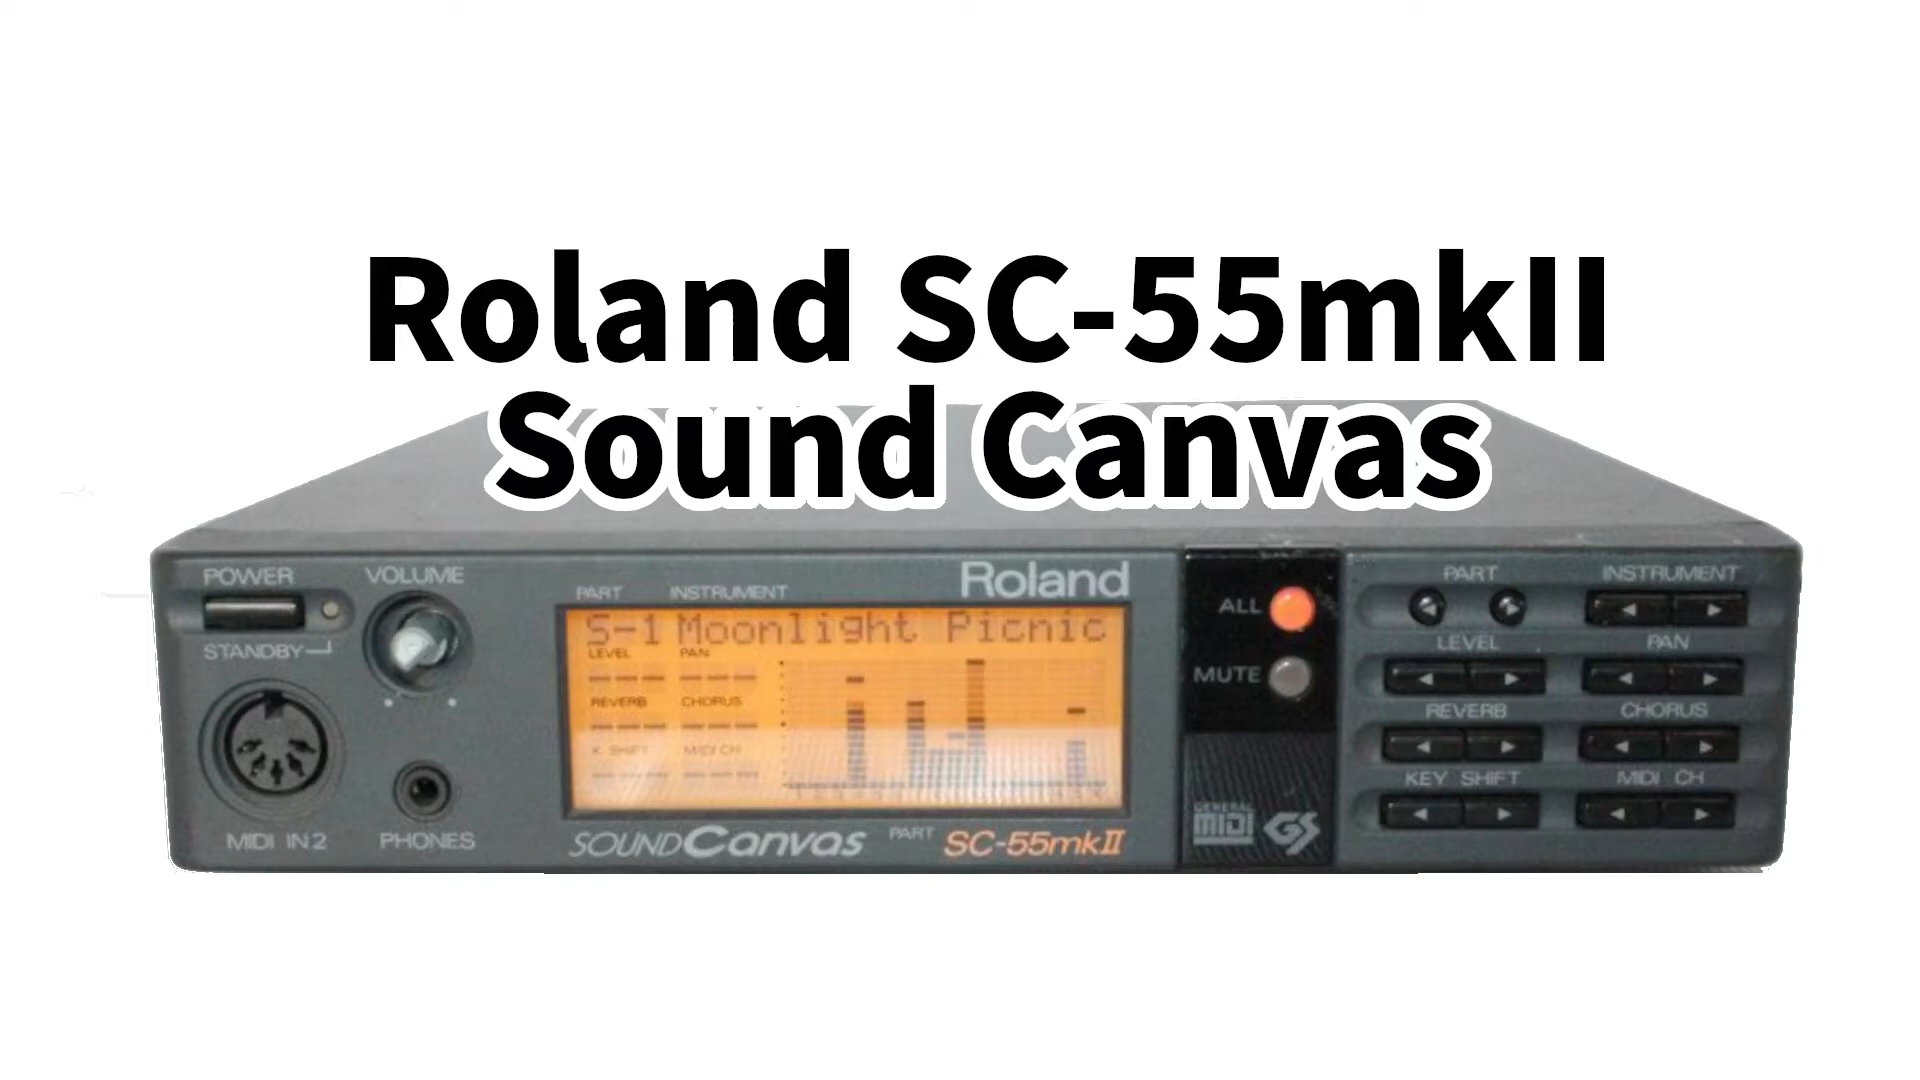 Roland SC-55mkII
Sound Canvas
POWER
VOLUME
STANDBY
MIDI IN 2
PHONES
PART INSTRUMENT
Roland
S-1 Moonlight Picnic
LEVEL PAN
REVERB CHORUS
K. SHIFT MIDI CH
SOUND Canvas PART SC-55mkII
ALL
MUTE
GENERAL
MIDI GS
PART INSTRUMENT
LEVEL PAN
REVERB CHORUS
KEY SHIFT MIDI CH